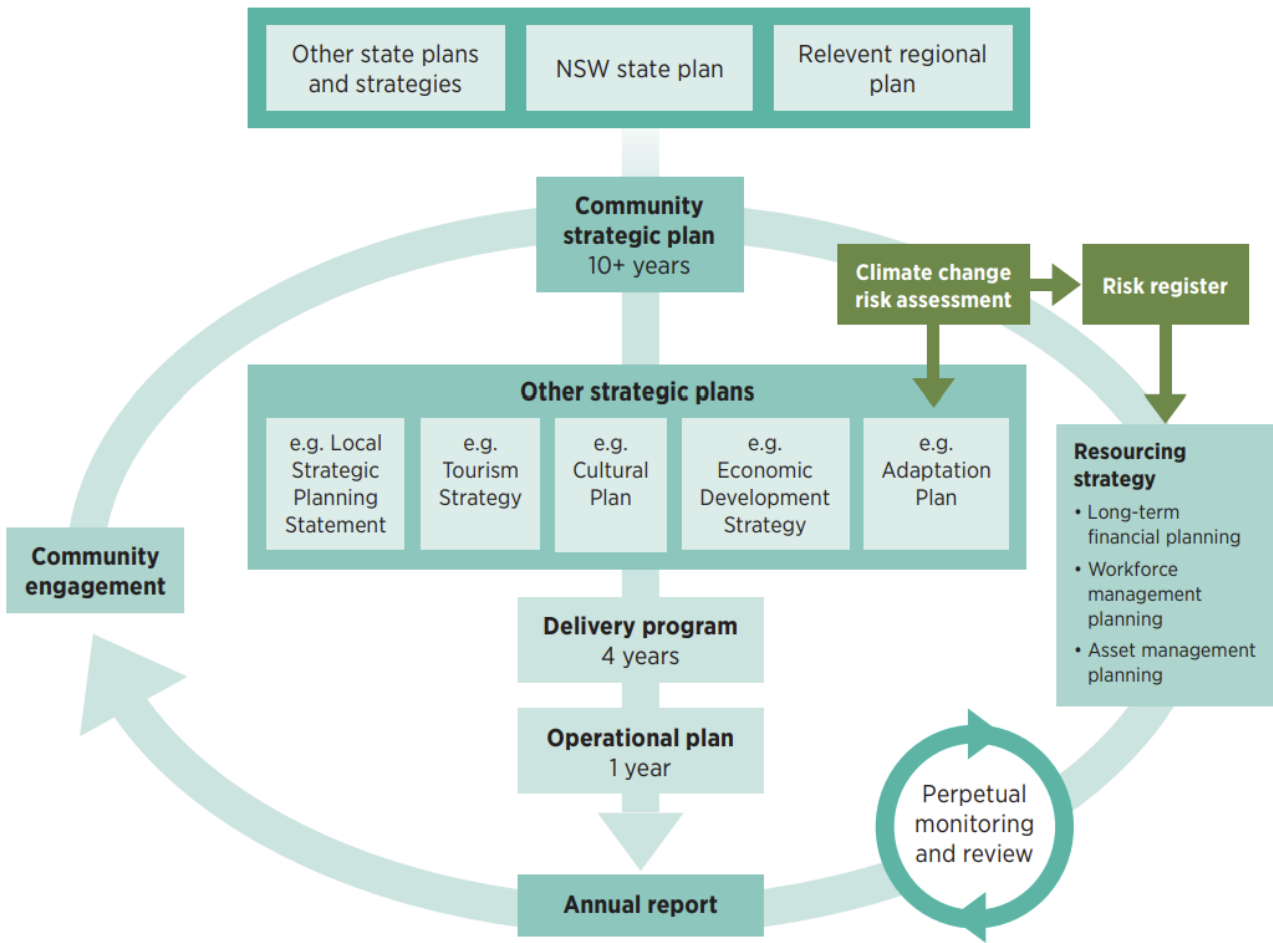 Other state plans
and strategies
NSW state plan
Relevent regional
plan
Community
strategic plan
10+ years
Climate change
risk assessment
Risk register
Other strategic plans
e.g. Local
Strategic
Planning
Statement
e.g.
Tourism
Strategy
e.g.
Cultural
Plan
e.g.
Economic
Development
Strategy
e.g.
Adaptation
Plan
Resourcing
strategy
• Long-term
financial planning
• Workforce
management
planning
• Asset management
planning
Community
engagement
Delivery program
4 years
Operational plan
1 year
Perpetual
monitoring
and review
Annual report